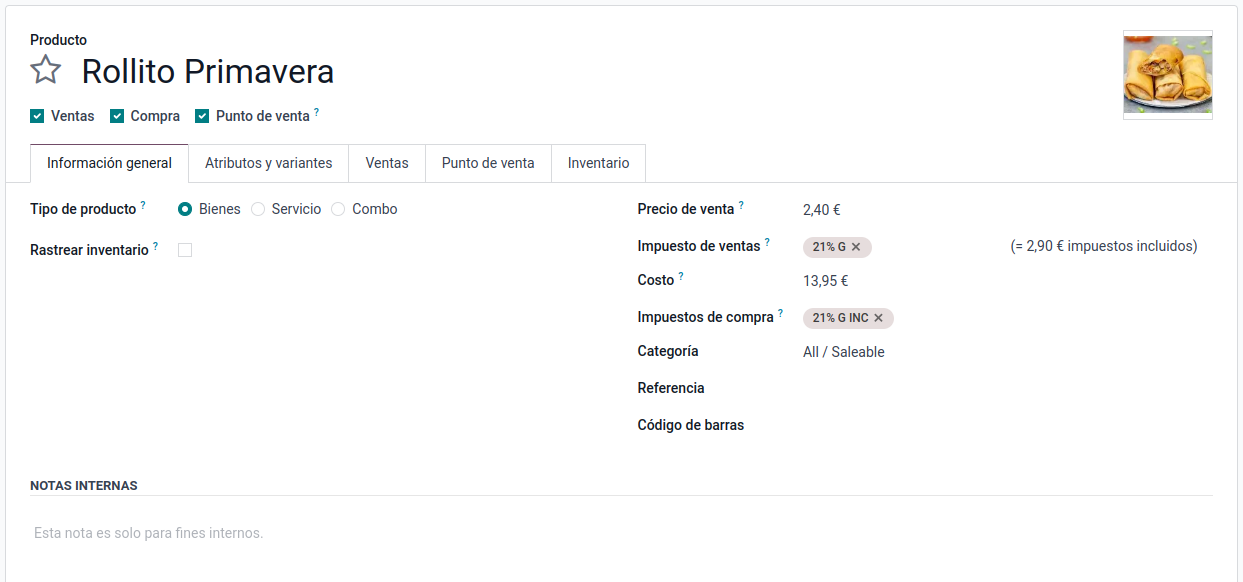 Producto
Rollito Primavera
Ventas Compra Punto de venta ?
Información general Atributos y variantes Ventas Punto de venta Inventario
Tipo de producto ? Bienes Servicio Combo
Rastrear inventario ?
Precio de venta ? 2,40 €
Impuesto de ventas ? 21% G ✕ (= 2,90 € impuestos incluidos)
Costo ? 13,95 €
Impuestos de compra ? 21% G INC ✕
Categoría All / Saleable
Referencia
Código de barras
NOTAS INTERNAS
Esta nota es solo para fines internos.